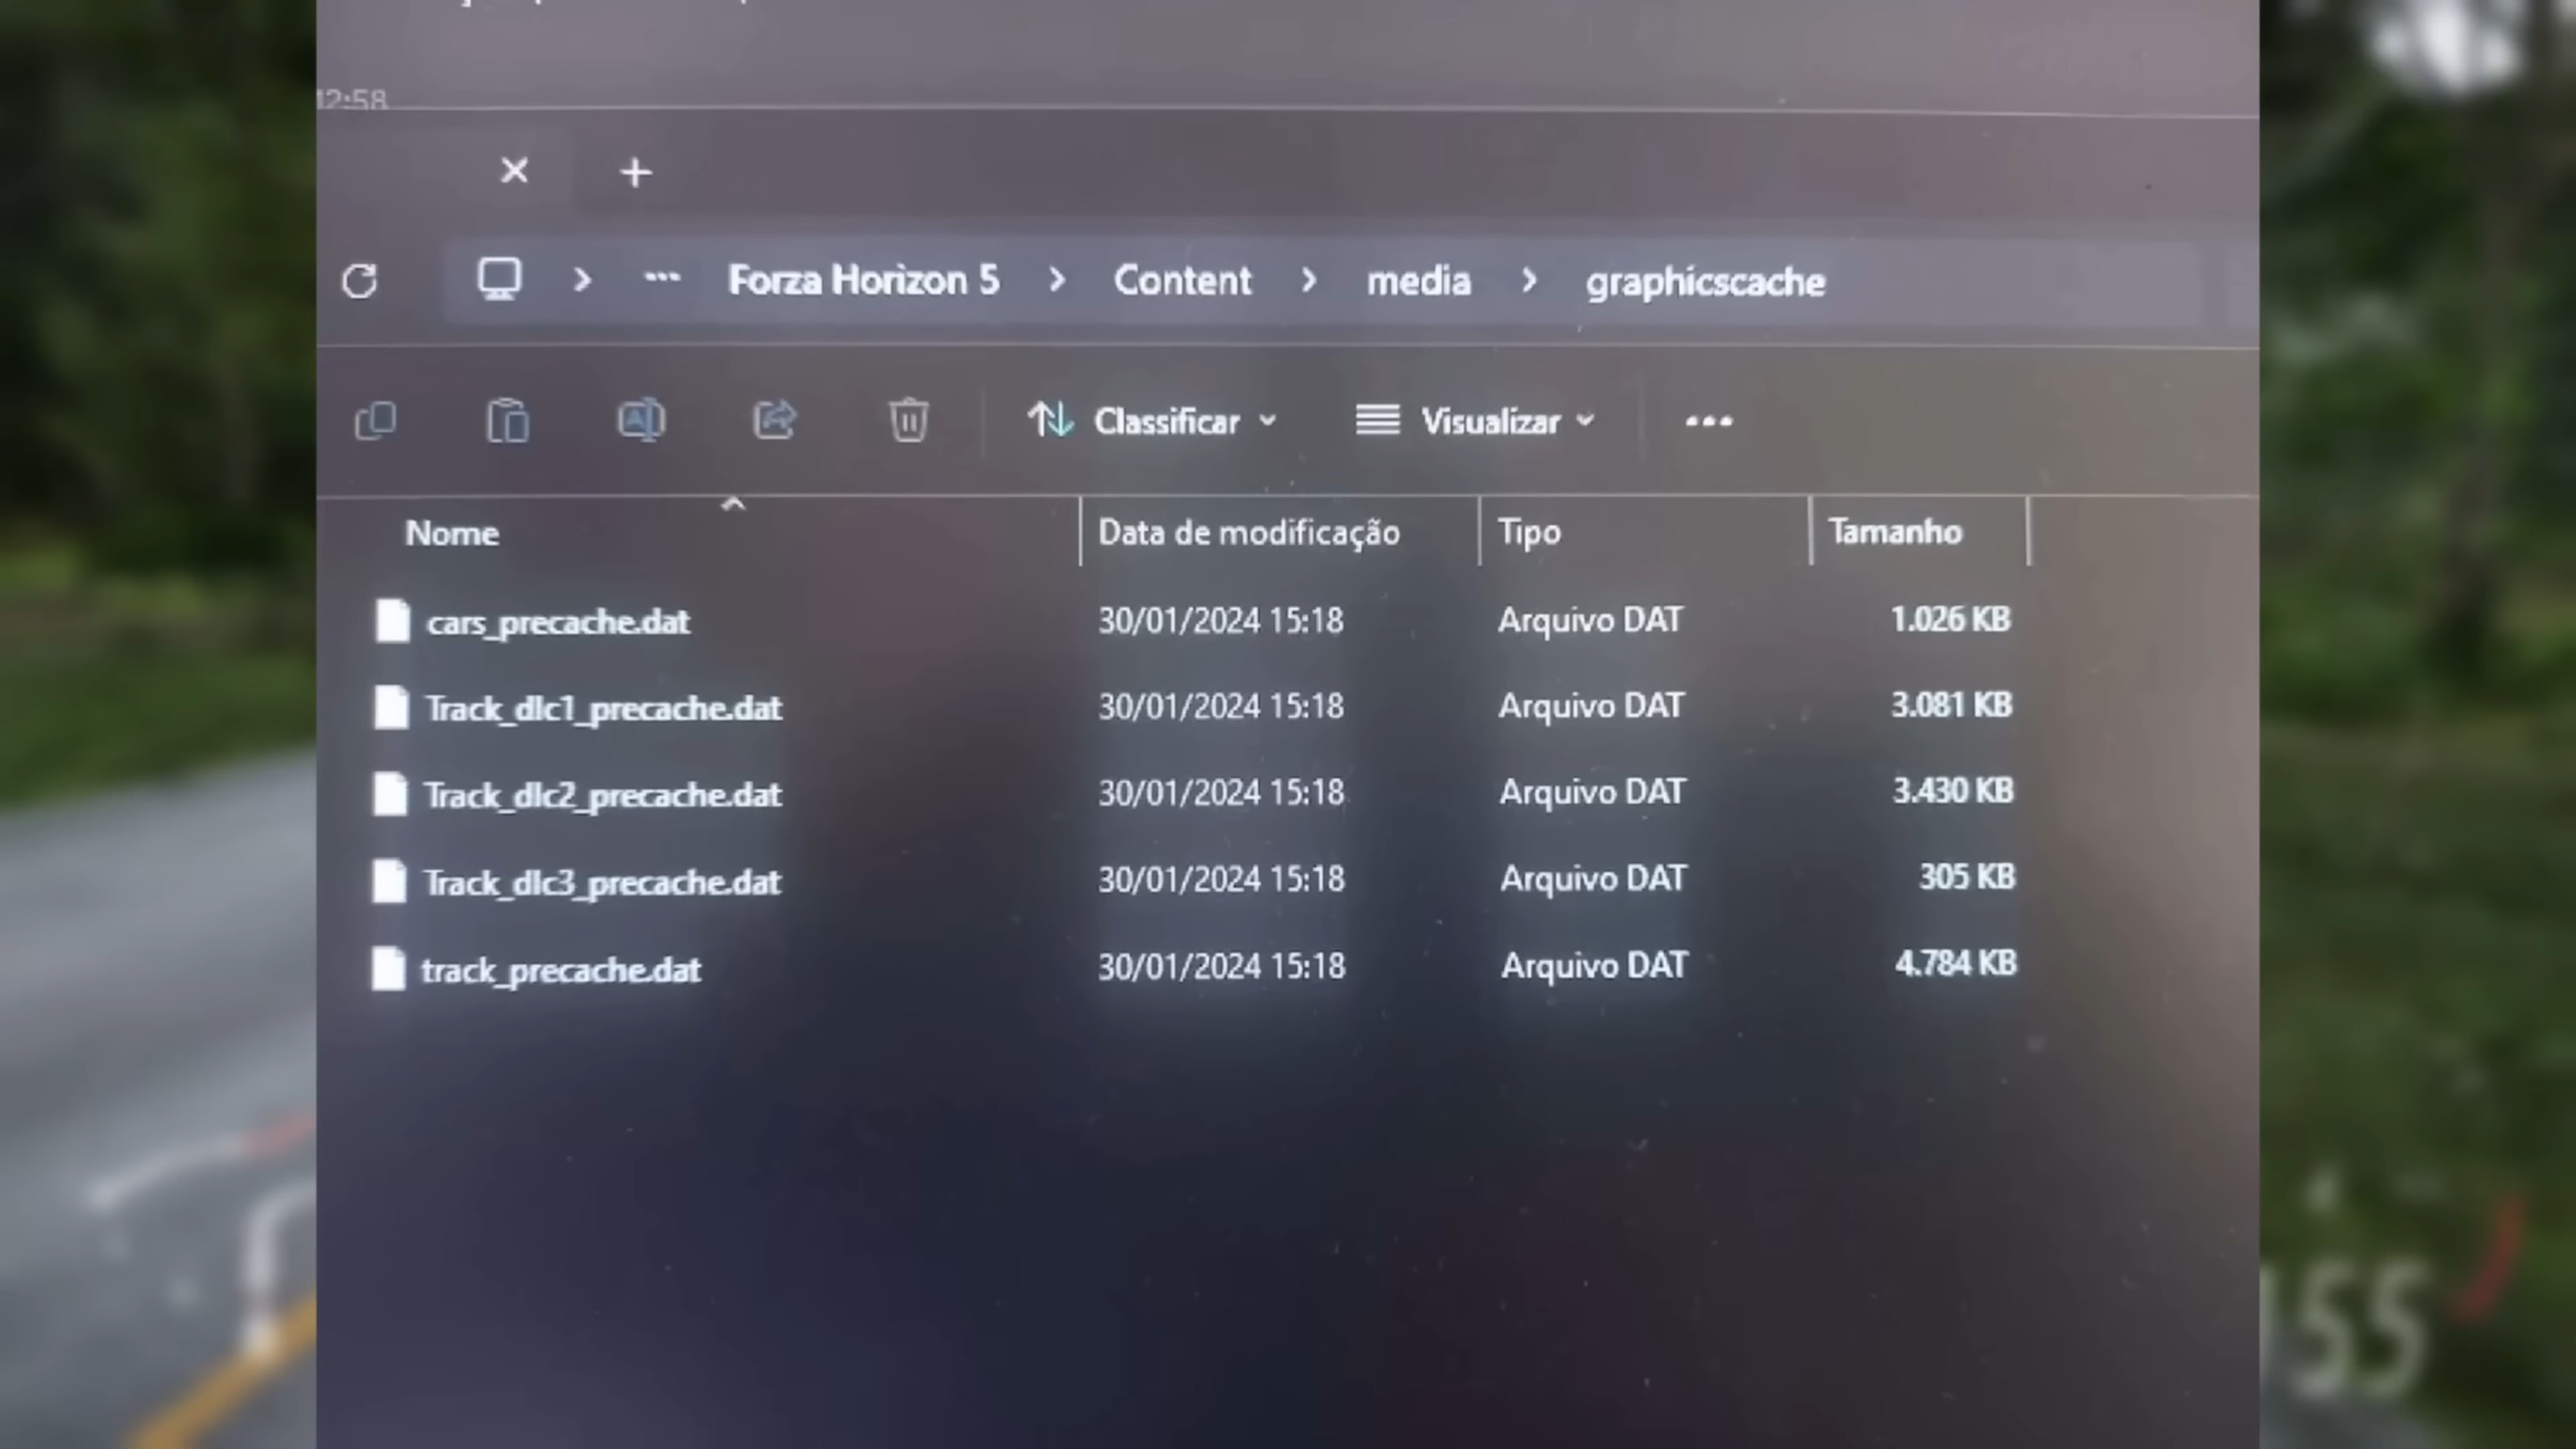 12:58
Forza Horizon 5 > Content > media > graphicscache
Classificar Visualizar
Nome Data de modificação Tipo Tamanho
cars_precache.dat 30/01/2024 15:18 Arquivo DAT 1.026 KB
Track_dlc1_precache.dat 30/01/2024 15:18 Arquivo DAT 3.081 KB
Track_dlc2_precache.dat 30/01/2024 15:18 Arquivo DAT 3.430 KB
Track_dlc3_precache.dat 30/01/2024 15:18 Arquivo DAT 305 KB
track_precache.dat 30/01/2024 15:18 Arquivo DAT 4.784 KB